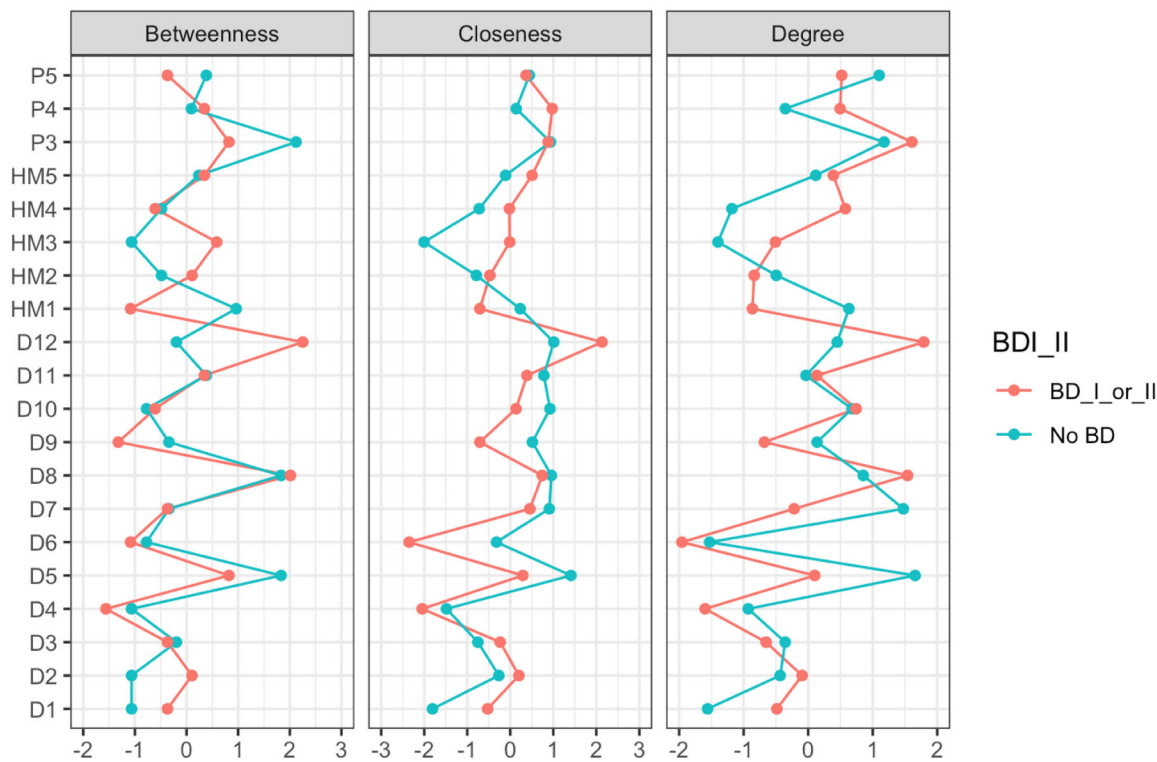 Betweenness Closeness Degree
P5
P4
P3
HM5
HM4
HM3
HM2
HM1
D12
D11
D10
D9
D8
D7
D6
D5
D4
D3
D2
D1
-2 -1 0 1 2 3 -3 -2 -1 0 1 2 3 -2 -1 0 1 2
BDI_II
BD_I_or_II
No BD